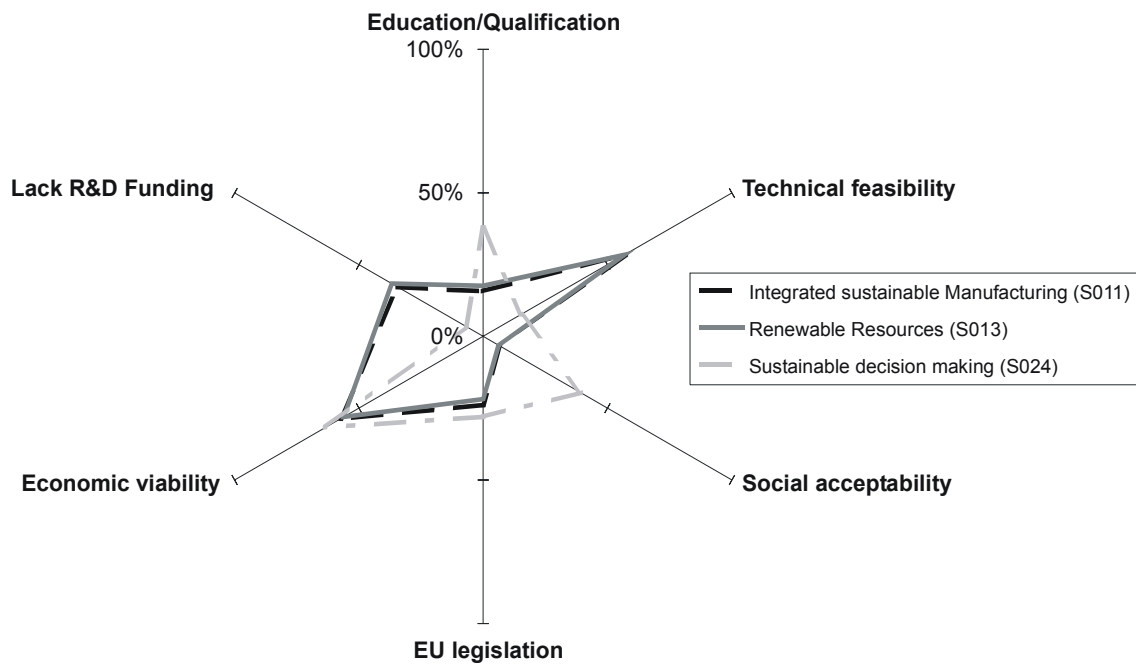 Education/Qualification
100%
Lack R&D Funding
50%
Technical feasibility
Integrated sustainable Manufacturing (S011)
Renewable Resources (S013)
0%
Sustainable decision making (S024)
Economic viability
Social acceptability
EU legislation